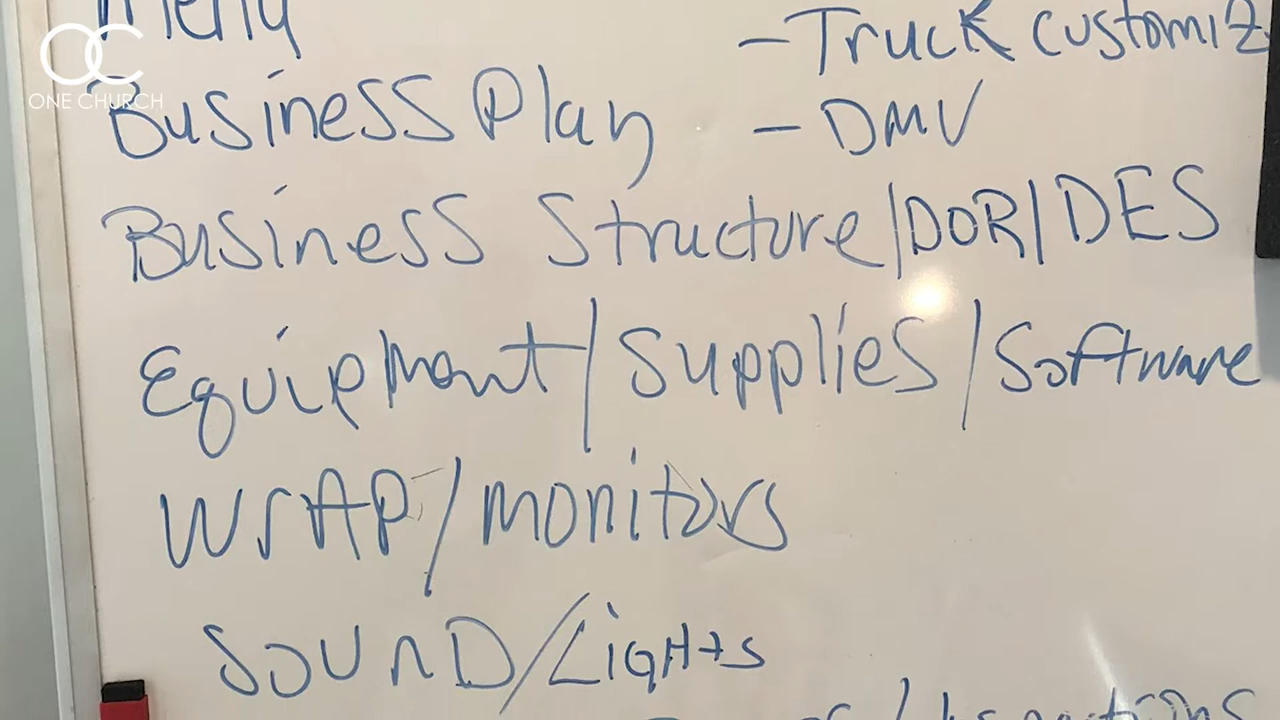 Menu
- Truck customiz
OC
ONE CHURCH
Business Plan
- DMV
Business Structure/DOR/DES
Equipment/Supplies/Software
WrAP/monitors
SOUND/LiGHts